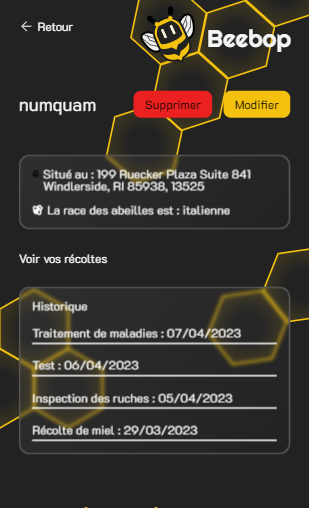 ← Retour
Beebop
numquam
Supprimer
Modifier
Situé au : 199 Ruecker Plaza Suite 841
Windlerside, RI 85938, 13525
La race des abeilles est : italienne
Voir vos récoltes
Historique
Traitement de maladies : 07/04/2023
Test : 06/04/2023
Inspection des ruches : 05/04/2023
Récolte de miel : 29/03/2023